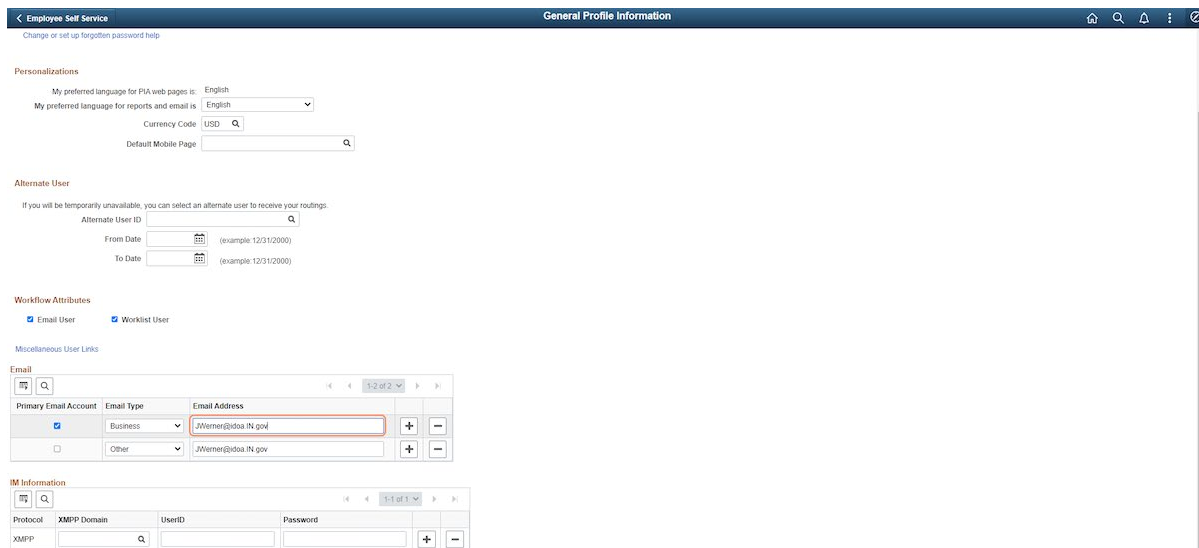 Employee Self Service
General Profile Information
Change or set up forgotten password help
Personalizations
My preferred language for PIA web pages is: English
My preferred language for reports and email is English
Currency Code USD
Default Mobile Page
Alternate User
If you will be temporarily unavailable, you can select an alternate user to receive your routings.
Alternate User ID
From Date (example:12/31/2000)
To Date (example:12/31/2000)
Workflow Attributes
Email User Worklist User
Miscellaneous User Links
Email
1-2 of 2
Primary Email Account Email Type Email Address
Business JWerner@idoa.IN.gov
Other JWerner@idoa.IN.gov
IM Information
1-1 of 1
Protocol XMPP Domain UserID Password
XMPP